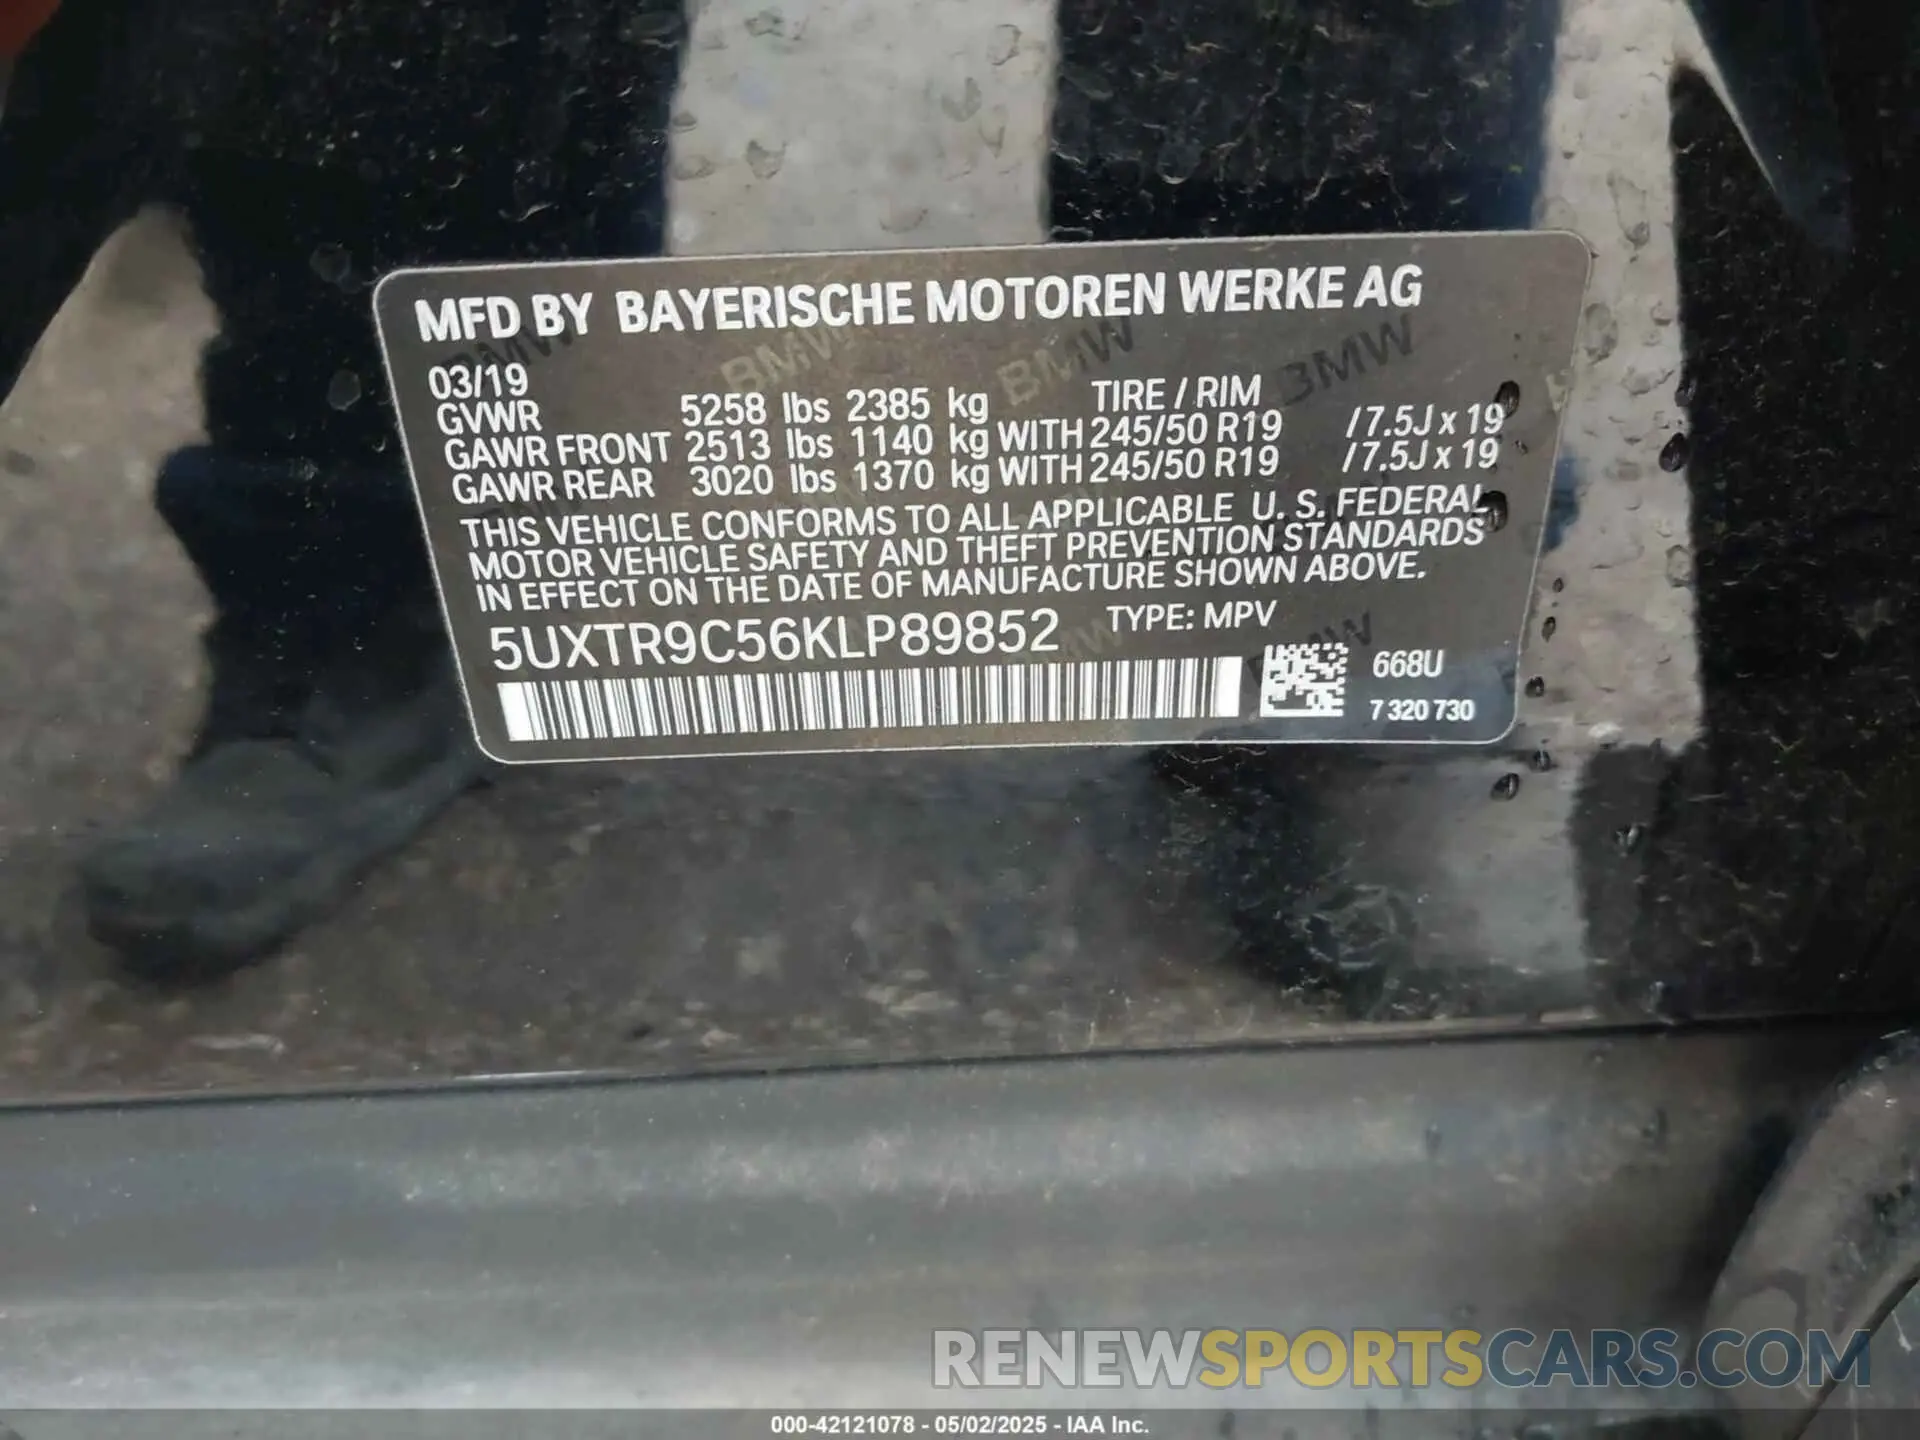 MFD BY BAYERISCHE MOTOREN WERKE AG
03/19
GVWR 5258 lbs 2385 kg TIRE / RIM
GAWR FRONT 2513 lbs 1140 kg WITH 245/50 R19 /7.5J x 19
GAWR REAR 3020 lbs 1370 kg WITH 245/50 R19 /7.5J x 19
THIS VEHICLE CONFORMS TO ALL APPLICABLE U. S. FEDERAL
MOTOR VEHICLE SAFETY AND THEFT PREVENTION STANDARDS
IN EFFECT ON THE DATE OF MANUFACTURE SHOWN ABOVE.
5UXTR9C56KLP89852 TYPE: MPV
668U
7 320 730
RENEWSPORTSCARS.COM
000-42121078 - 05/02/2025 - IAA Inc.